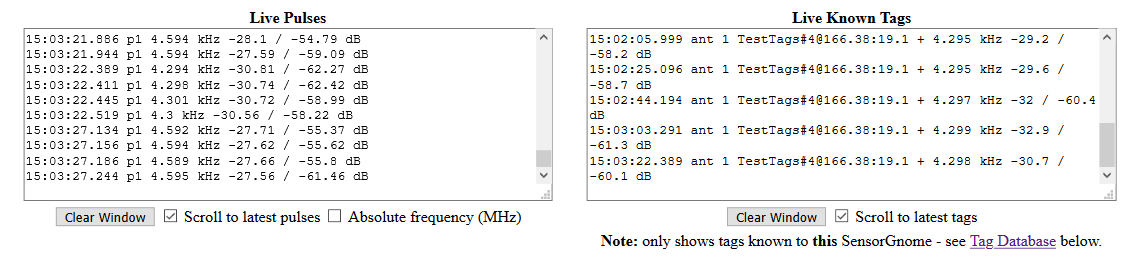 Live Pulses
15:03:21.886 p1 4.594 kHz -28.1 / -54.79 dB
15:03:21.944 p1 4.594 kHz -27.59 / -59.09 dB
15:03:22.389 p1 4.294 kHz -30.81 / -62.27 dB
15:03:22.411 p1 4.298 kHz -30.74 / -62.42 dB
15:03:22.445 p1 4.301 kHz -30.72 / -58.99 dB
15:03:22.519 p1 4.3 kHz -30.56 / -58.22 dB
15:03:27.134 p1 4.592 kHz -27.71 / -55.37 dB
15:03:27.156 p1 4.594 kHz -27.62 / -55.62 dB
15:03:27.186 p1 4.589 kHz -27.66 / -55.8 dB
15:03:27.244 p1 4.595 kHz -27.56 / -61.46 dB
Clear Window Scroll to latest pulses Absolute frequency (MHz)
Live Known Tags
15:02:05.999 ant 1 TestTags#4@166.38:19.1 + 4.295 kHz -29.2 /
-58.2 dB
15:02:25.096 ant 1 TestTags#4@166.38:19.1 + 4.295 kHz -29.6 /
-58.7 dB
15:02:44.194 ant 1 TestTags#4@166.38:19.1 + 4.297 kHz -32 / -60.4
dB
15:03:03.291 ant 1 TestTags#4@166.38:19.1 + 4.299 kHz -32.9 /
-61.3 dB
15:03:22.389 ant 1 TestTags#4@166.38:19.1 + 4.298 kHz -30.7 /
-60.1 dB
Clear Window Scroll to latest tags
Note: only shows tags known to this SensorGnome - see Tag Database below.